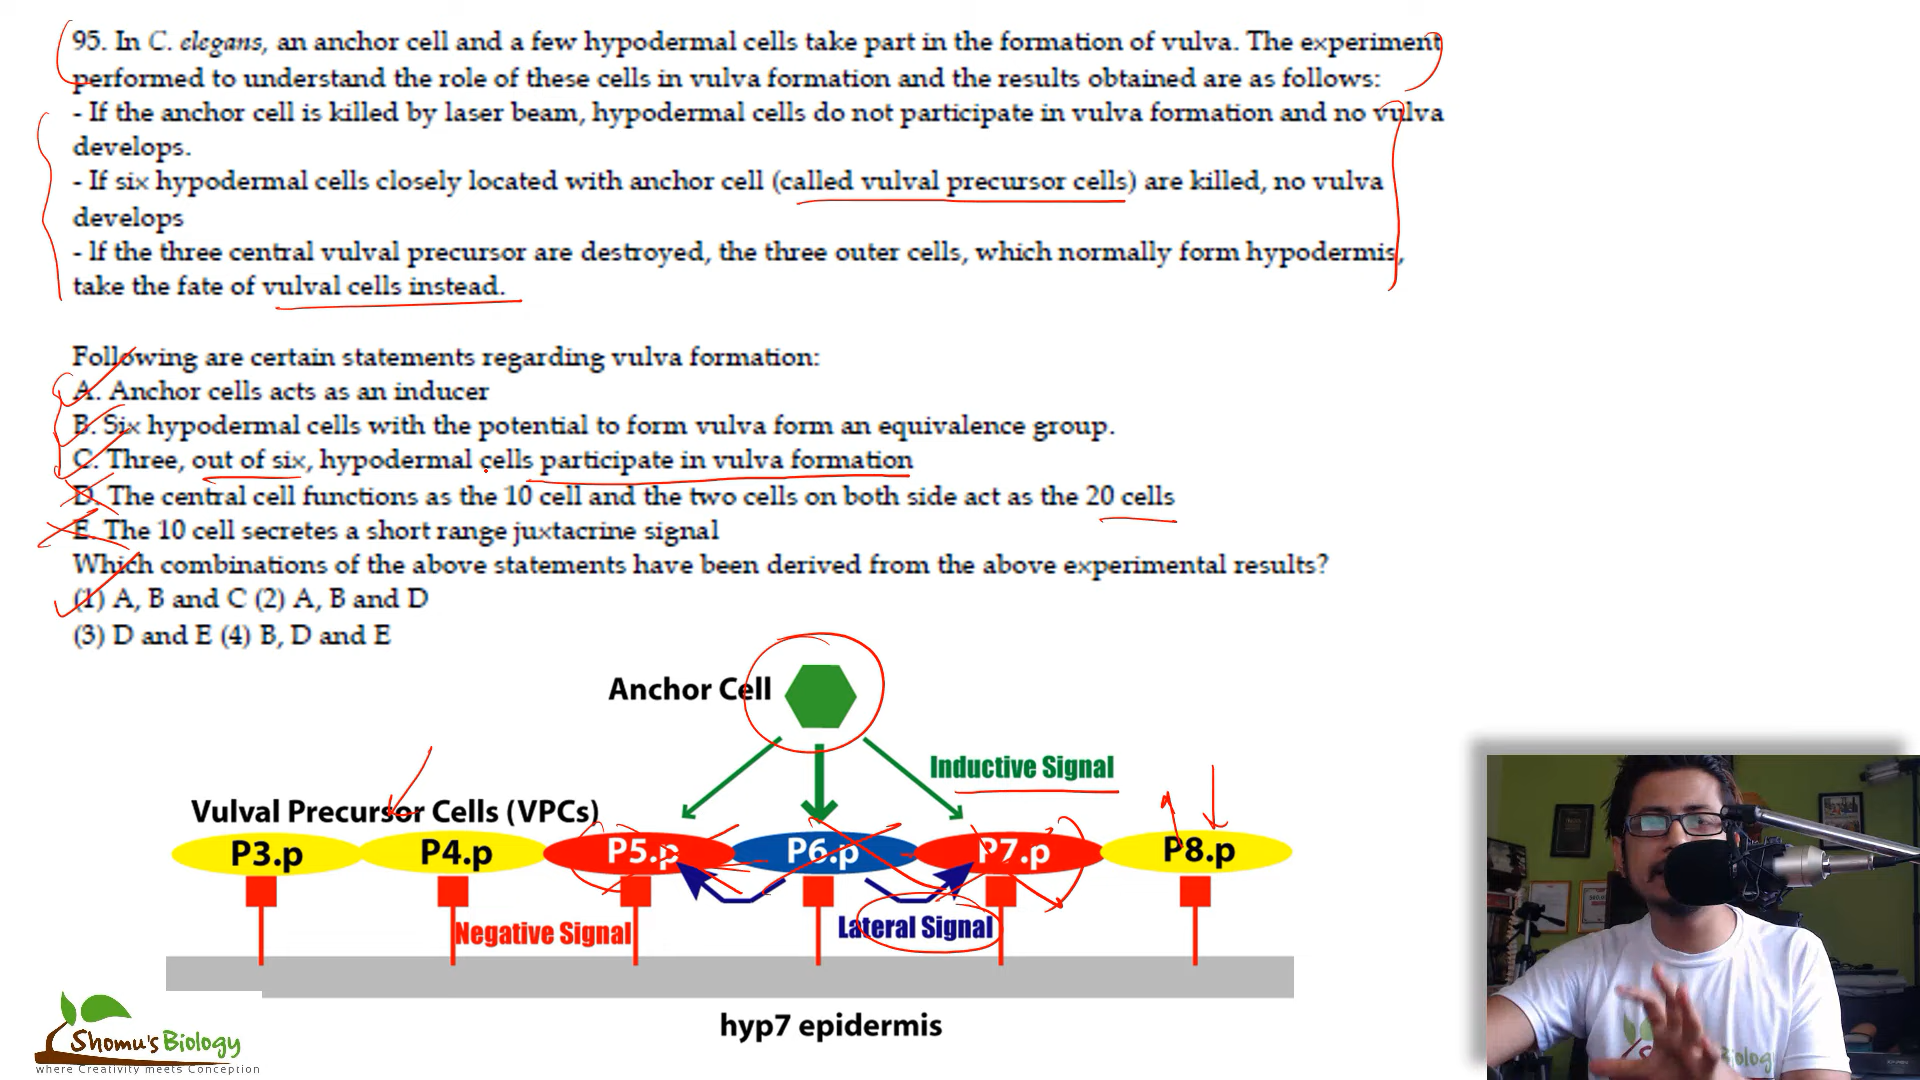 95. In C. elegans, an anchor cell and a few hypodermal cells take part in the formation of vulva. The experiment
performed to understand the role of these cells in vulva formation and the results obtained are as follows:
- If the anchor cell is killed by laser beam, hypodermal cells do not participate in vulva formation and no vulva
develops.
- If six hypodermal cells closely located with anchor cell (called vulval precursor cells) are killed, no vulva
develops
- If the three central vulval precursor are destroyed, the three outer cells, which normally form hypodermis,
take the fate of vulval cells instead.
Following are certain statements regarding vulva formation:
A. Anchor cells acts as an inducer
B. Six hypodermal cells with the potential to form vulva form an equivalence group.
C. Three, out of six, hypodermal cells participate in vulva formation
D. The central cell functions as the 10 cell and the two cells on both side act as the 20 cells
E. The 10 cell secretes a short range juxtacrine signal
Which combinations of the above statements have been derived from the above experimental results?
(1) A, B and C (2) A, B and D
(3) D and E (4) B, D and E
Anchor Cell
Inductive Signal
Vulval Precursor Cells (VPCs)
P3.p P4.p P5.p P6.p P7.p P8.p
Negative Signal Lateral Signal
hyp7 epidermis
Shomu's Biology
where Creativity meets Conception